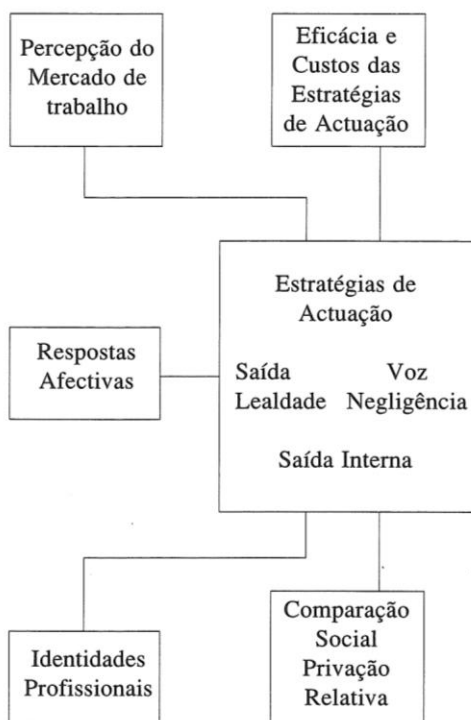 Percepção do
Mercado de
trabalho
Eficácia e
Custos das
Estratégias
de Actuação
Estratégias de
Actuação
Respostas
Afectivas
Saída Voz
Lealdade Negligência
Saída Interna
Identidades
Profissionais
Comparação
Social
Privação
Relativa